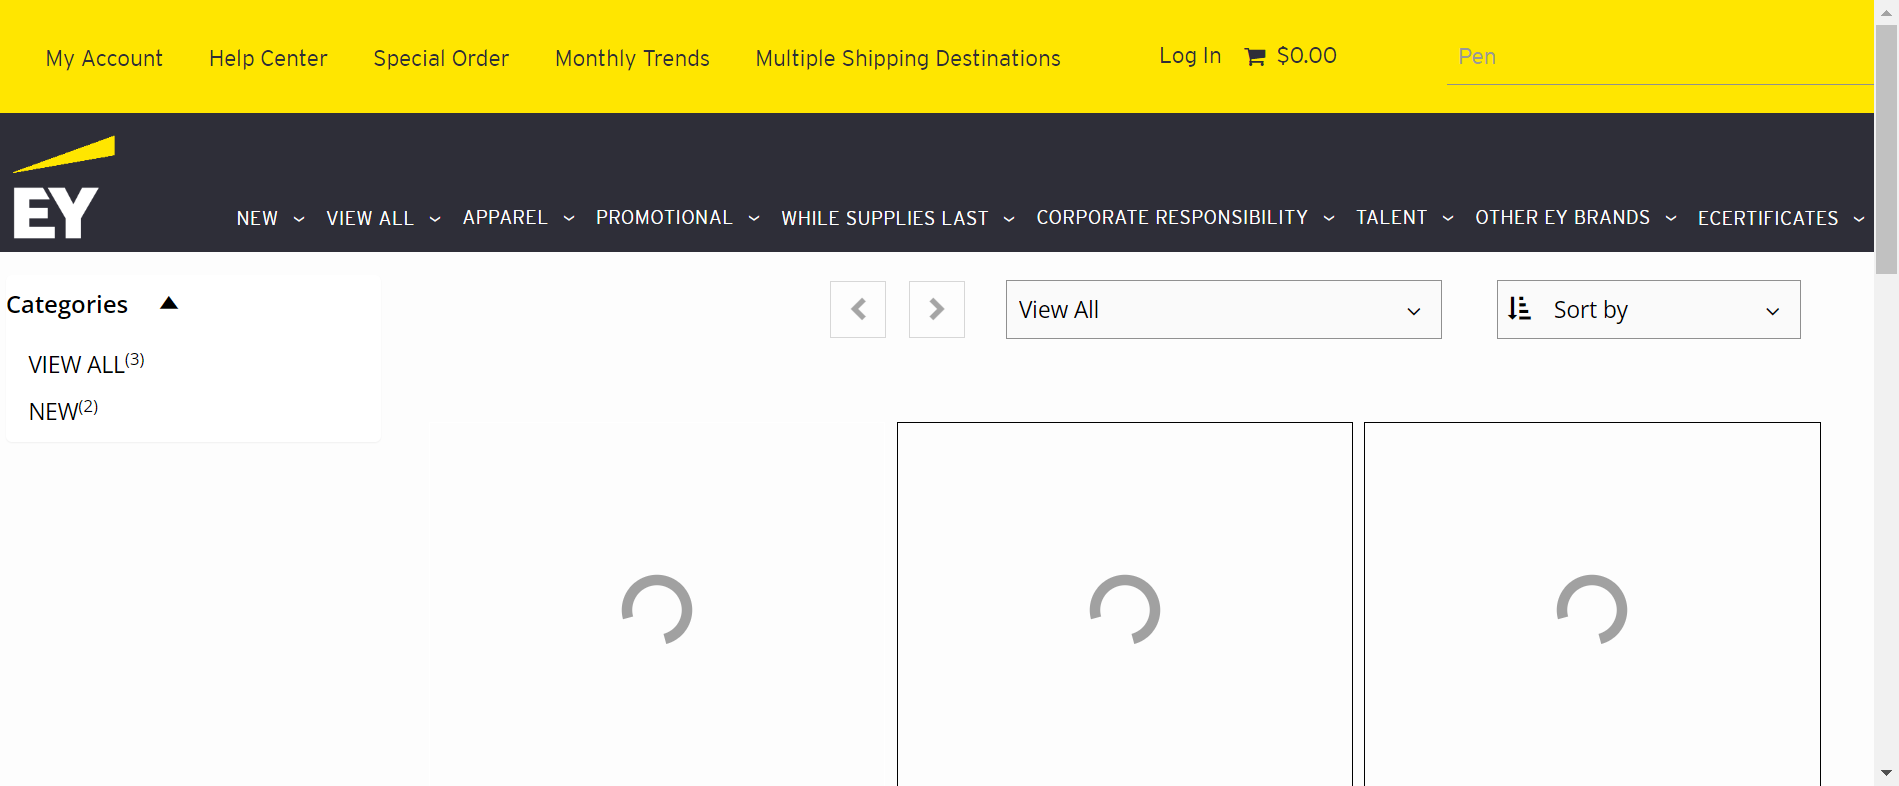 My Account Help Center Special Order Monthly Trends Multiple Shipping Destinations Log In $0.00 Pen
EY
NEW VIEW ALL APPAREL PROMOTIONAL WHILE SUPPLIES LAST CORPORATE RESPONSIBILITY TALENT OTHER EY BRANDS ECERTIFICATES
Categories
VIEW ALL(3)
NEW(2)
View All
Sort by